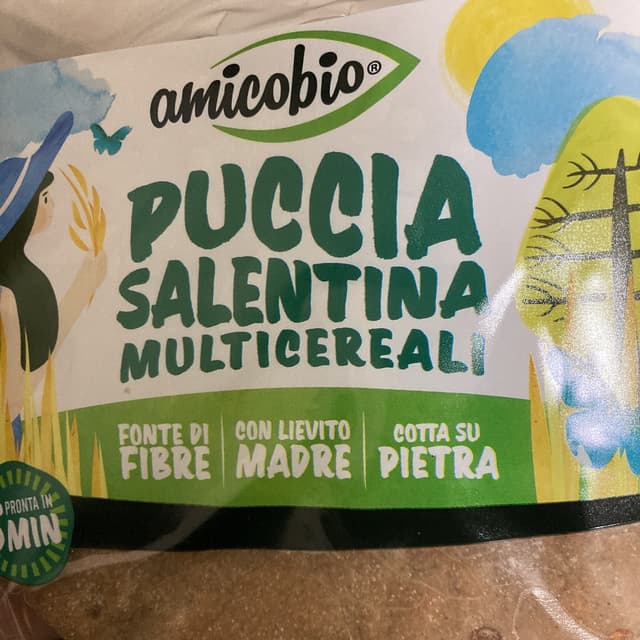 amicobio®
PUCCIA
SALENTINA
MULTICEREALI
FONTE DI
FIBRE
CON LIEVITO
MADRE
COTTA SU
PIETRA
PRONTA IN
MIN